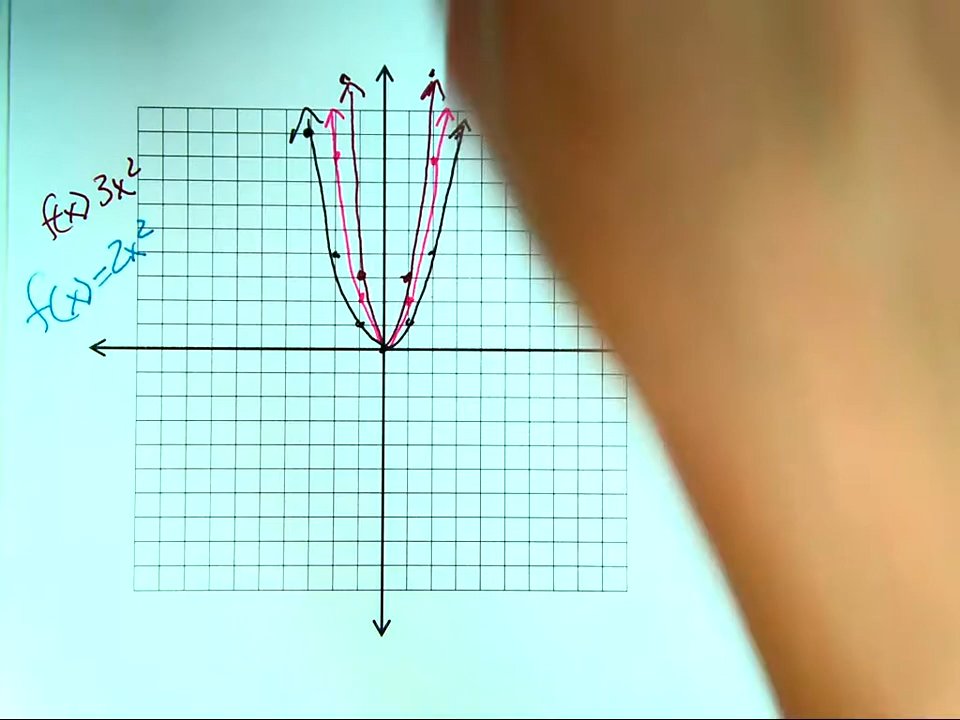 f(x) 3x²
f(x)=2x²